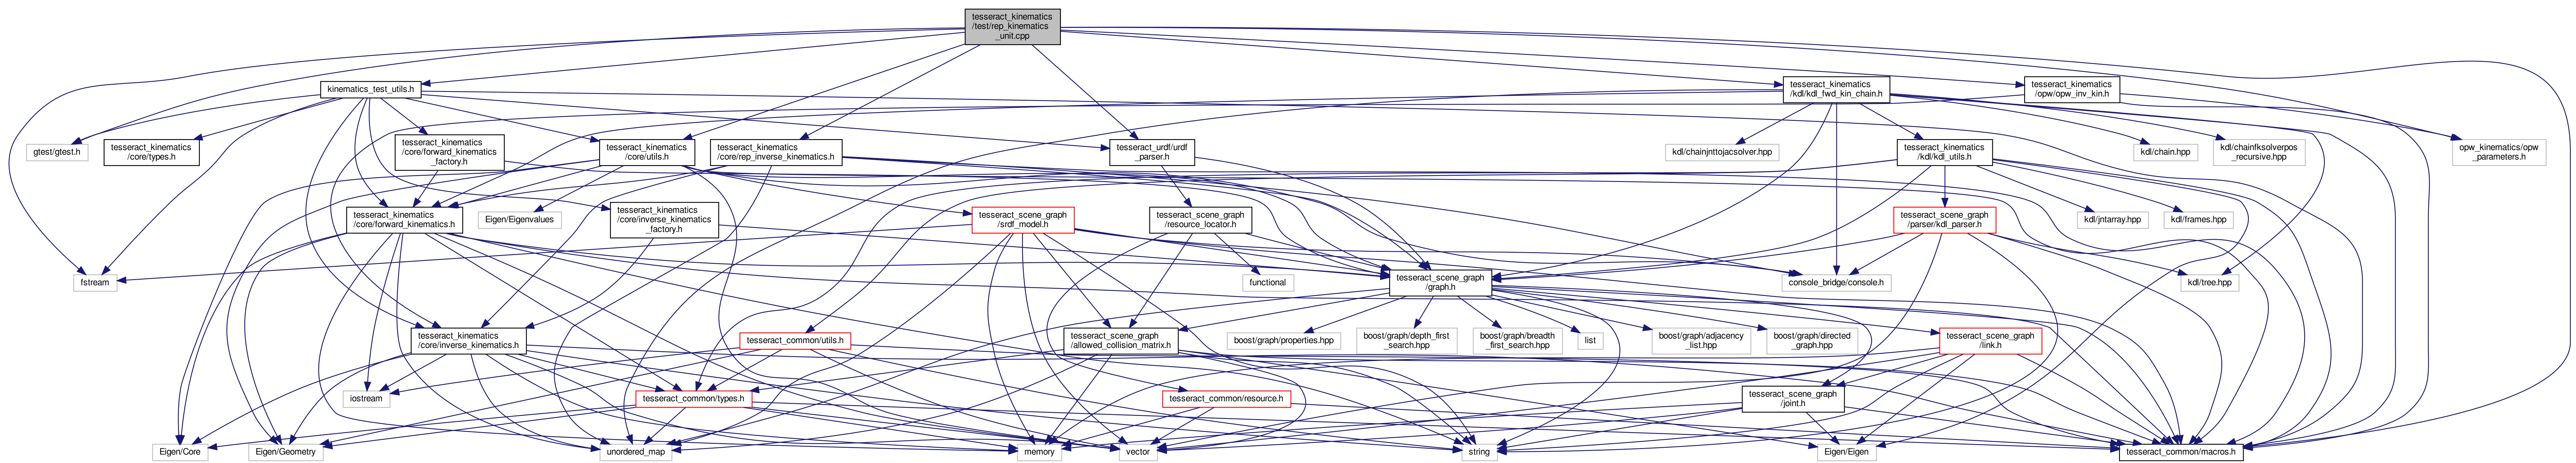 tesseract_kinematics
/test/rep_kinematics
_unit.cpp
kinematics_test_utils.h
tesseract_kinematics
/kdl/kdl_fwd_kin_chain.h
tesseract_kinematics
/opw/opw_inv_kin.h
gtest/gtest.h
tesseract_kinematics
/core/types.h
tesseract_kinematics
/core/forward_kinematics
_factory.h
tesseract_kinematics
/core/utils.h
tesseract_kinematics
/core/rep_inverse_kinematics.h
tesseract_urdf/urdf
_parser.h
kdl/chainjnttojacsolver.hpp
tesseract_kinematics
/kdl/kdl_utils.h
kdl/chain.hpp
kdl/chainfksolverpos
_recursive.hpp
opw_kinematics/opw
_parameters.h
tesseract_kinematics
/core/forward_kinematics.h
Eigen/Eigenvalues
tesseract_kinematics
/core/inverse_kinematics
_factory.h
tesseract_scene_graph
/srdf_model.h
tesseract_scene_graph
/resource_locator.h
tesseract_scene_graph
/parser/kdl_parser.h
kdl/jntarray.hpp
kdl/frames.hpp
fstream
functional
tesseract_scene_graph
/graph.h
console_bridge/console.h
kdl/tree.hpp
tesseract_kinematics
/core/inverse_kinematics.h
tesseract_common/utils.h
tesseract_scene_graph
/allowed_collision_matrix.h
boost/graph/properties.hpp
boost/graph/depth_first
_search.hpp
boost/graph/breadth
_first_search.hpp
list
boost/graph/adjacency
_list.hpp
boost/graph/directed
_graph.hpp
tesseract_scene_graph
/link.h
iostream
tesseract_common/types.h
tesseract_common/resource.h
tesseract_scene_graph
/joint.h
Eigen/Core
Eigen/Geometry
unordered_map
memory
vector
string
Eigen/Eigen
tesseract_common/macros.h